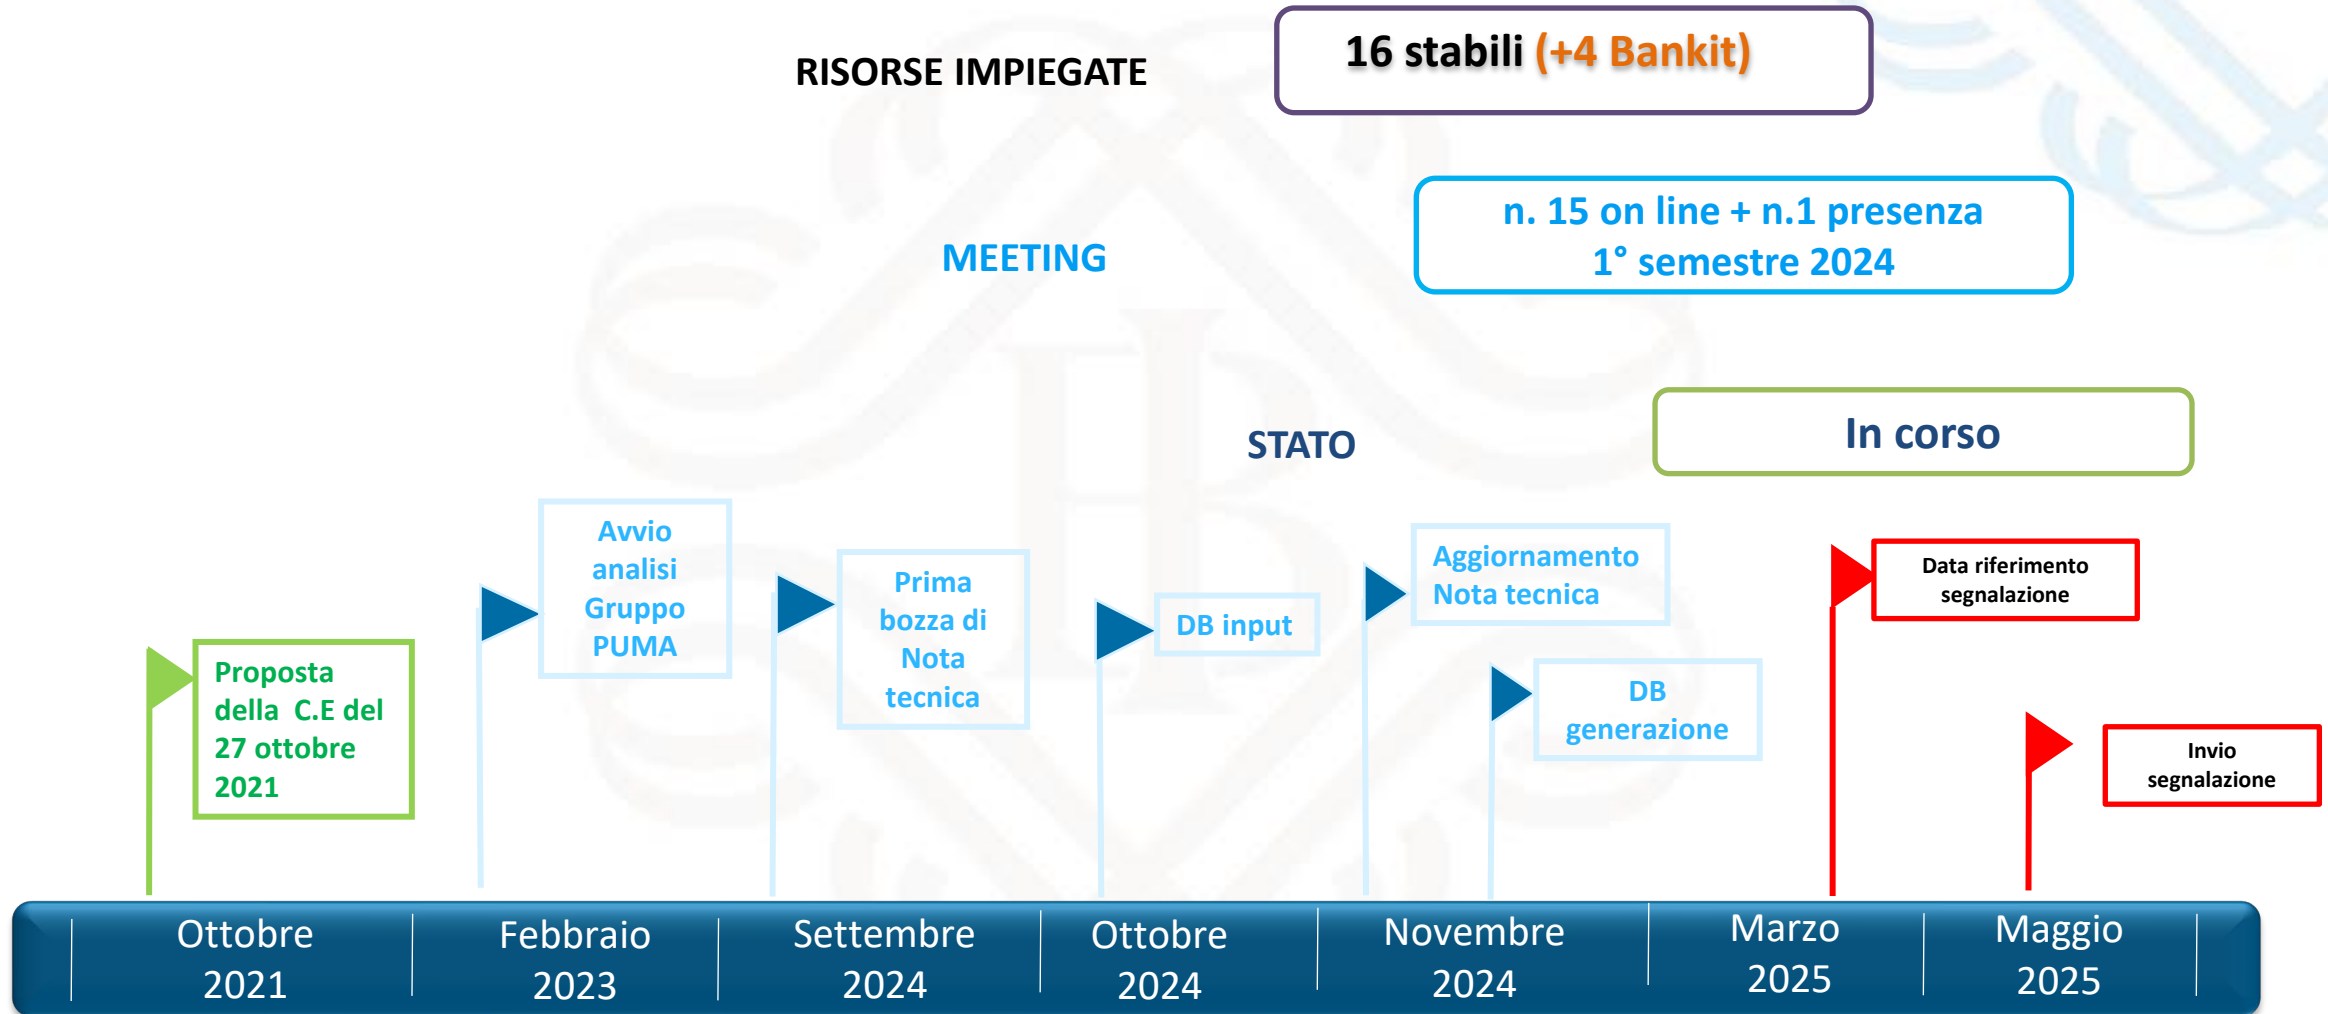 RISORSE IMPIEGATE
16 stabili (+4 Bankit)
MEETING
n. 15 on line + n.1 presenza
1° semestre 2024
STATO
In corso
Proposta
della C.E del
27 ottobre
2021
Avvio
analisi
Gruppo
PUMA
Prima
bozza di
Nota
tecnica
DB input
Aggiornamento
Nota tecnica
DB
generazione
Data riferimento
segnalazione
Invio
segnalazione
Ottobre
2021
Febbraio
2023
Settembre
2024
Ottobre
2024
Novembre
2024
Marzo
2025
Maggio
2025